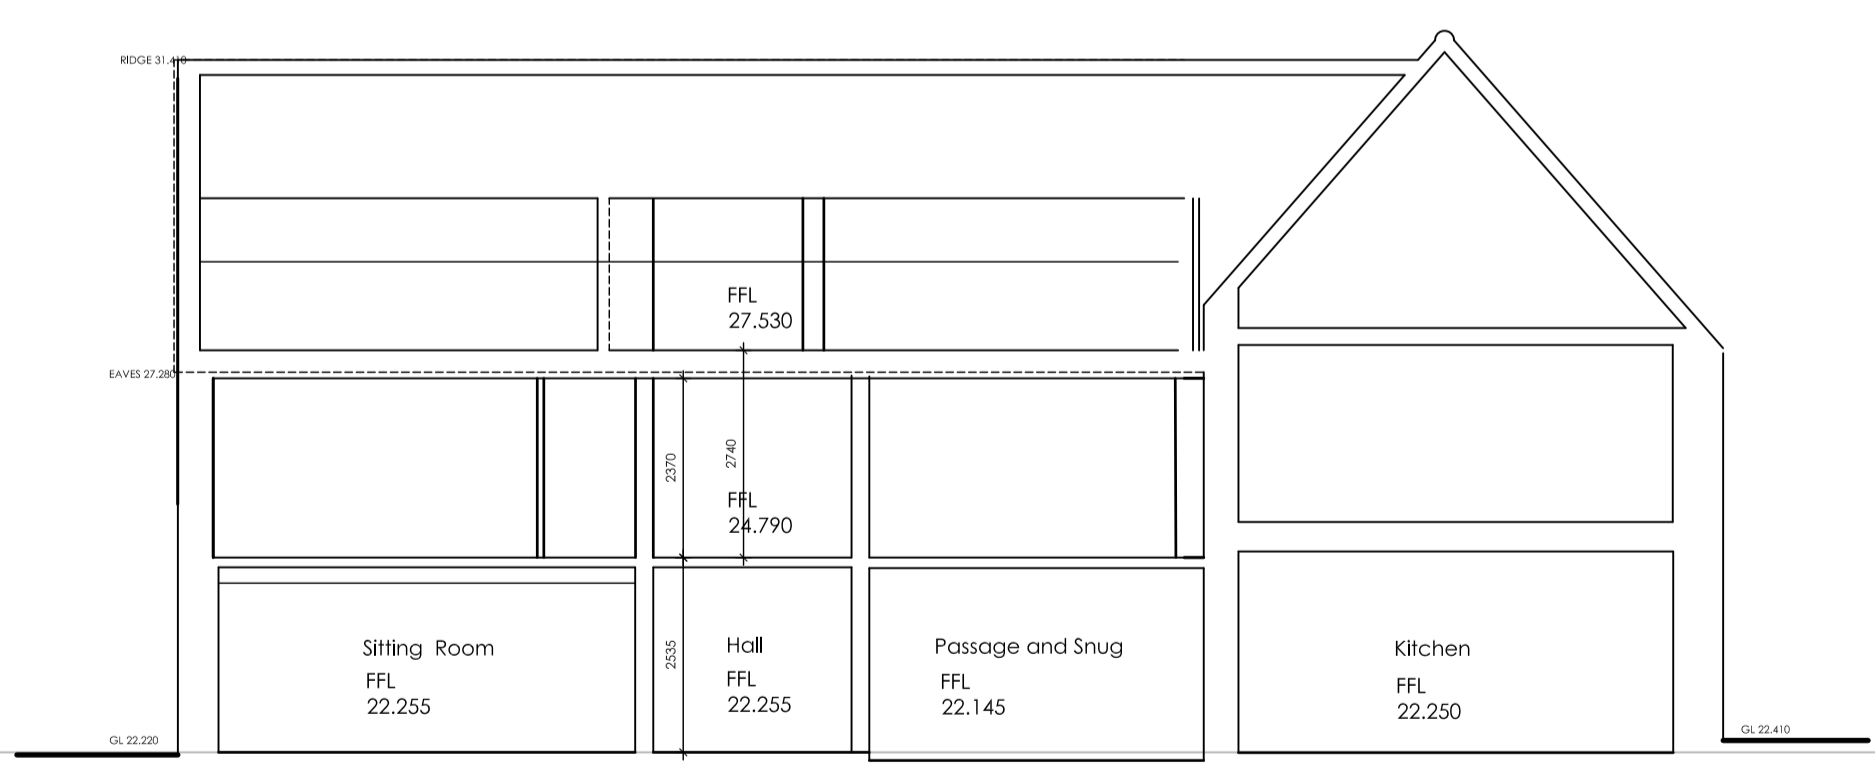 RIDGE 31.410
FFL
27.530
EAVES 27.280
2370
2740
FFL
24.790
2535
Sitting Room
FFL
22.255
Hall
FFL
22.255
Passage and Snug
FFL
22.145
Kitchen
FFL
22.250
GL 22.220
GL 22.410